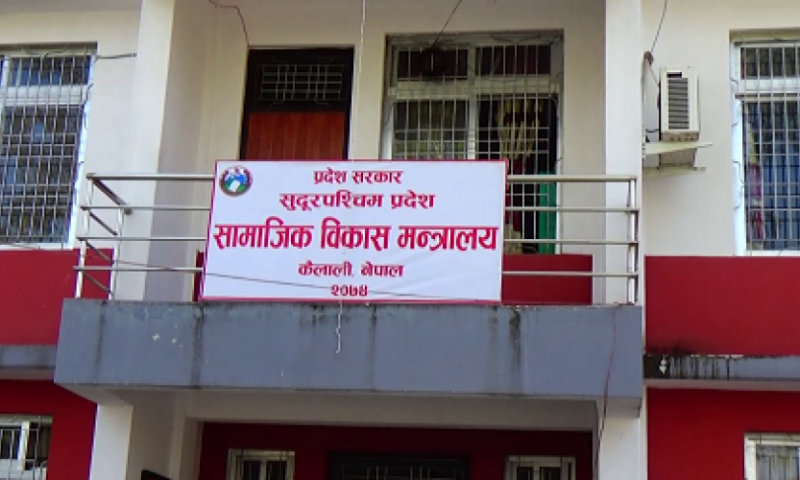 प्रदेश सरकार
सुदूरपश्चिम प्रदेश
सामाजिक विकास मन्त्रालय
कैलाली, नेपाल
२०७४